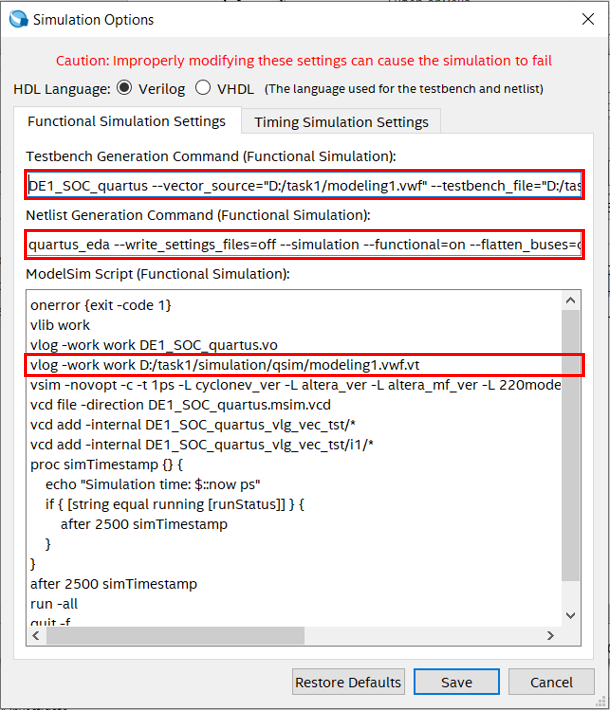 Simulation Options
Caution: Improperly modifying these settings can cause the simulation to fail
HDL Language: Verilog VHDL (The language used for the testbench and netlist)
Functional Simulation Settings Timing Simulation Settings
Testbench Generation Command (Functional Simulation):
DE1_SOC_quartus --vector_source="D:/task1/modeling1.vwf" --testbench_file="D:/tas
Netlist Generation Command (Functional Simulation):
quartus_eda --write_settings_files=off --simulation --functional=on --flatten_buses=o
ModelSim Script (Functional Simulation):
onerror {exit -code 1}
vlib work
vlog -work work DE1_SOC_quartus.vo
vlog -work work D:/task1/simulation/qsim/modeling1.vwf.vt
vsim -novopt -c -t 1ps -L cyclonev_ver -L altera_ver -L altera_mf_ver -L 220mode
vcd file -direction DE1_SOC_quartus.msim.vcd
vcd add -internal DE1_SOC_quartus_vlg_vec_tst/*
vcd add -internal DE1_SOC_quartus_vlg_vec_tst/i1/*
proc simTimestamp {} {
echo "Simulation time: $::now ps"
if { [string equal running [runStatus]] } {
after 2500 simTimestamp
}
}
after 2500 simTimestamp
run -all
quit -f
Restore Defaults Save Cancel